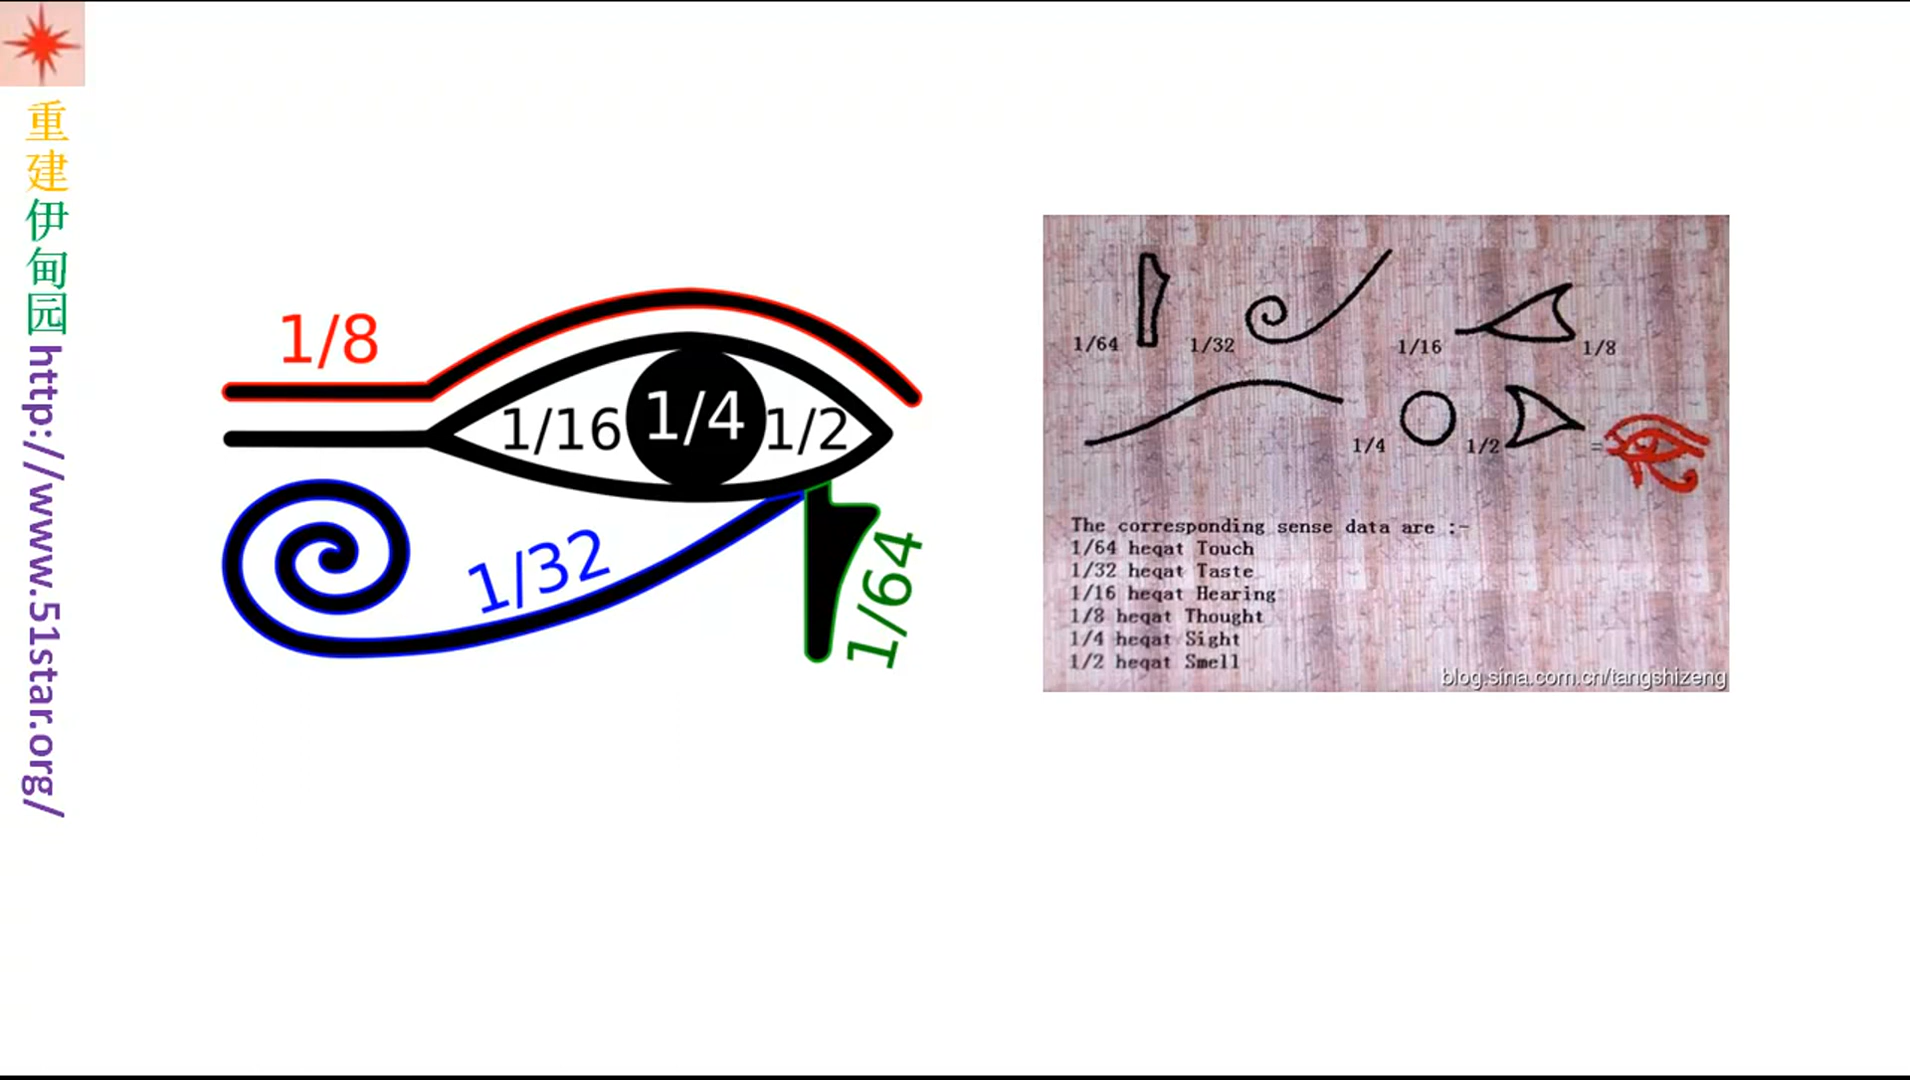 重建伊甸园 http://www.51star.org/
1/8
1/16 1/4 1/2
1/32
1/64
1/64 1/32 1/16 1/8
1/4 1/2 =
The corresponding sense data are :-
1/64 heqat Touch
1/32 heqat Taste
1/16 heqat Hearing
1/8 heqat Thought
1/4 heqat Sight
1/2 heqat Smell
blog.sina.com.cn/tangshizeng